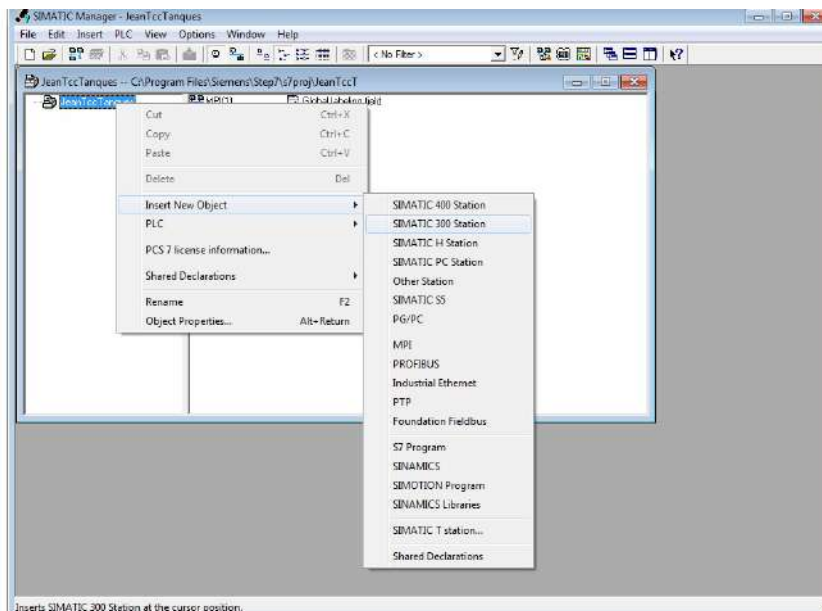 SIMATIC Manager - JeanTccTanques
File Edit Insert PLC View Options Window Help
< No Filter >
JeanTccTanques -- C:\Program Files\Siemens\Step7\s7proj\JeanTccT
JeanTccTanques MPI(1) Global labeling field
Cut Ctrl+X
Copy Ctrl+C
Paste Ctrl+V
Delete Del
Insert New Object
PLC
PCS 7 license information...
Shared Declarations
Rename F2
Object Properties... Alt+Return
SIMATIC 400 Station
SIMATIC 300 Station
SIMATIC H Station
SIMATIC PC Station
Other Station
SIMATIC S5
PG/PC
MPI
PROFIBUS
Industrial Ethernet
PTP
Foundation Fieldbus
S7 Program
SINAMICS
SIMOTION Program
SINAMICS Libraries
SIMATIC T station...
Shared Declarations
Inserts SIMATIC 300 Station at the cursor position.